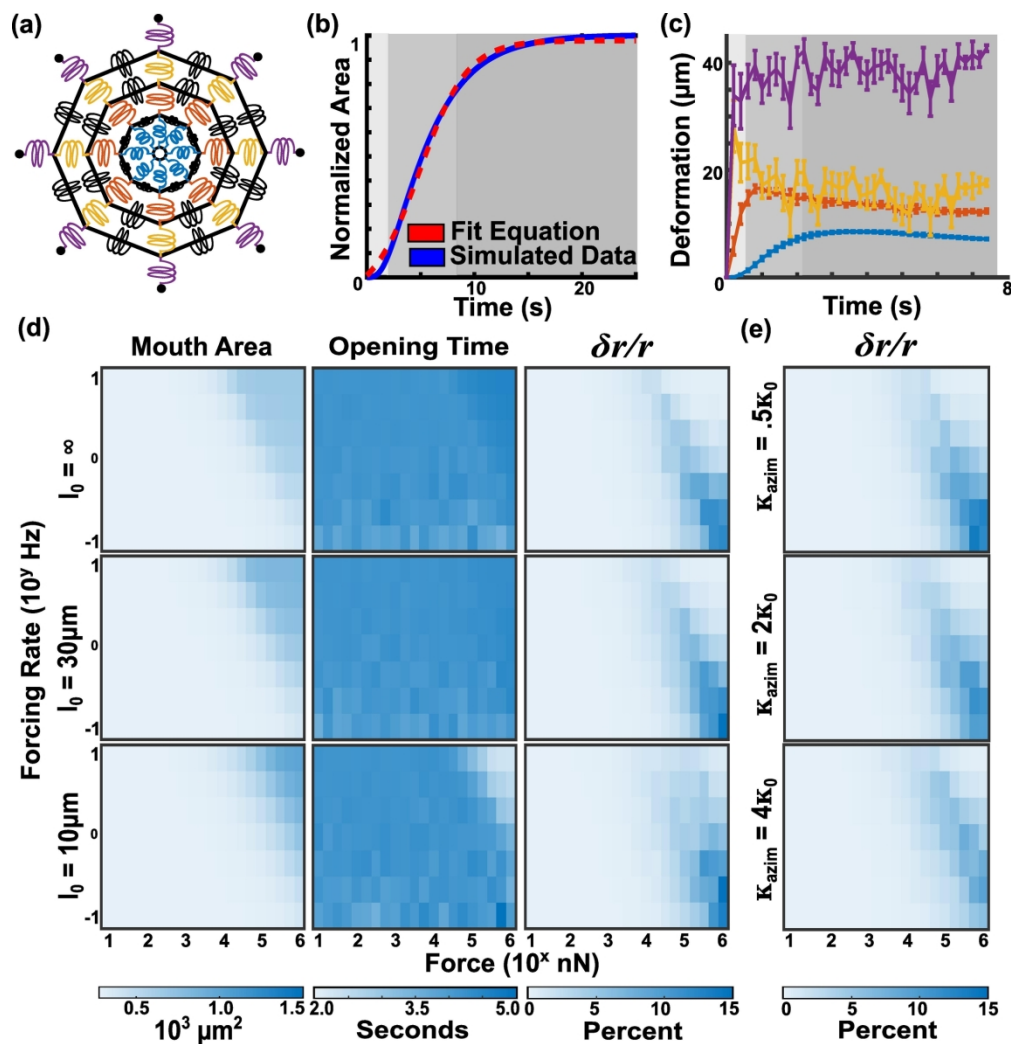 (a)
(b)
Normalized Area
1
0
10
20
Time (s)
Fit Equation
Simulated Data
(c)
Deformation (μm)
40
20
0
8
Time (s)
(d)
Mouth Area
Opening Time
δr/r
(e)
δr/r
Forcing Rate (10ʸ Hz)
l₀ = ∞
1
0
-1
l₀ = 30μm
1
0
-1
l₀ = 10μm
1
0
-1
κazim = .5κ₀
κazim = 2κ₀
κazim = 4κ₀
1 2 3 4 5 6
1 2 3 4 5 6
1 2 3 4 5 6
1 2 3 4 5 6
Force (10ˣ nN)
0.5 1.0 1.5
10³ μm²
2.0 3.5 5.0
Seconds
0 5 10 15
Percent
0 5 10 15
Percent